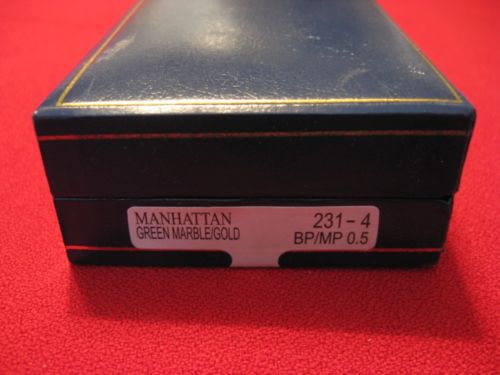 MANHATTAN 231-4
GREEN MARBLE/GOLD BP/MP 0.5